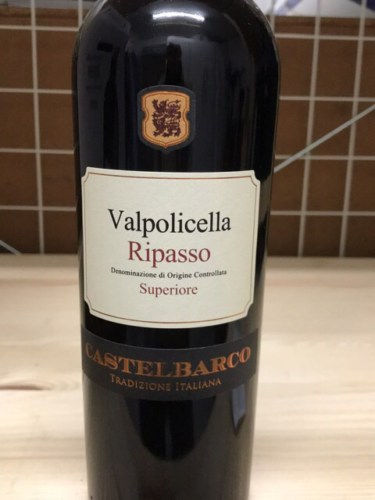 Valpolicella
Ripasso
Denominazione di Origine Controllata
Superiore
CASTELBARCO
TRADIZIONE ITALIANA